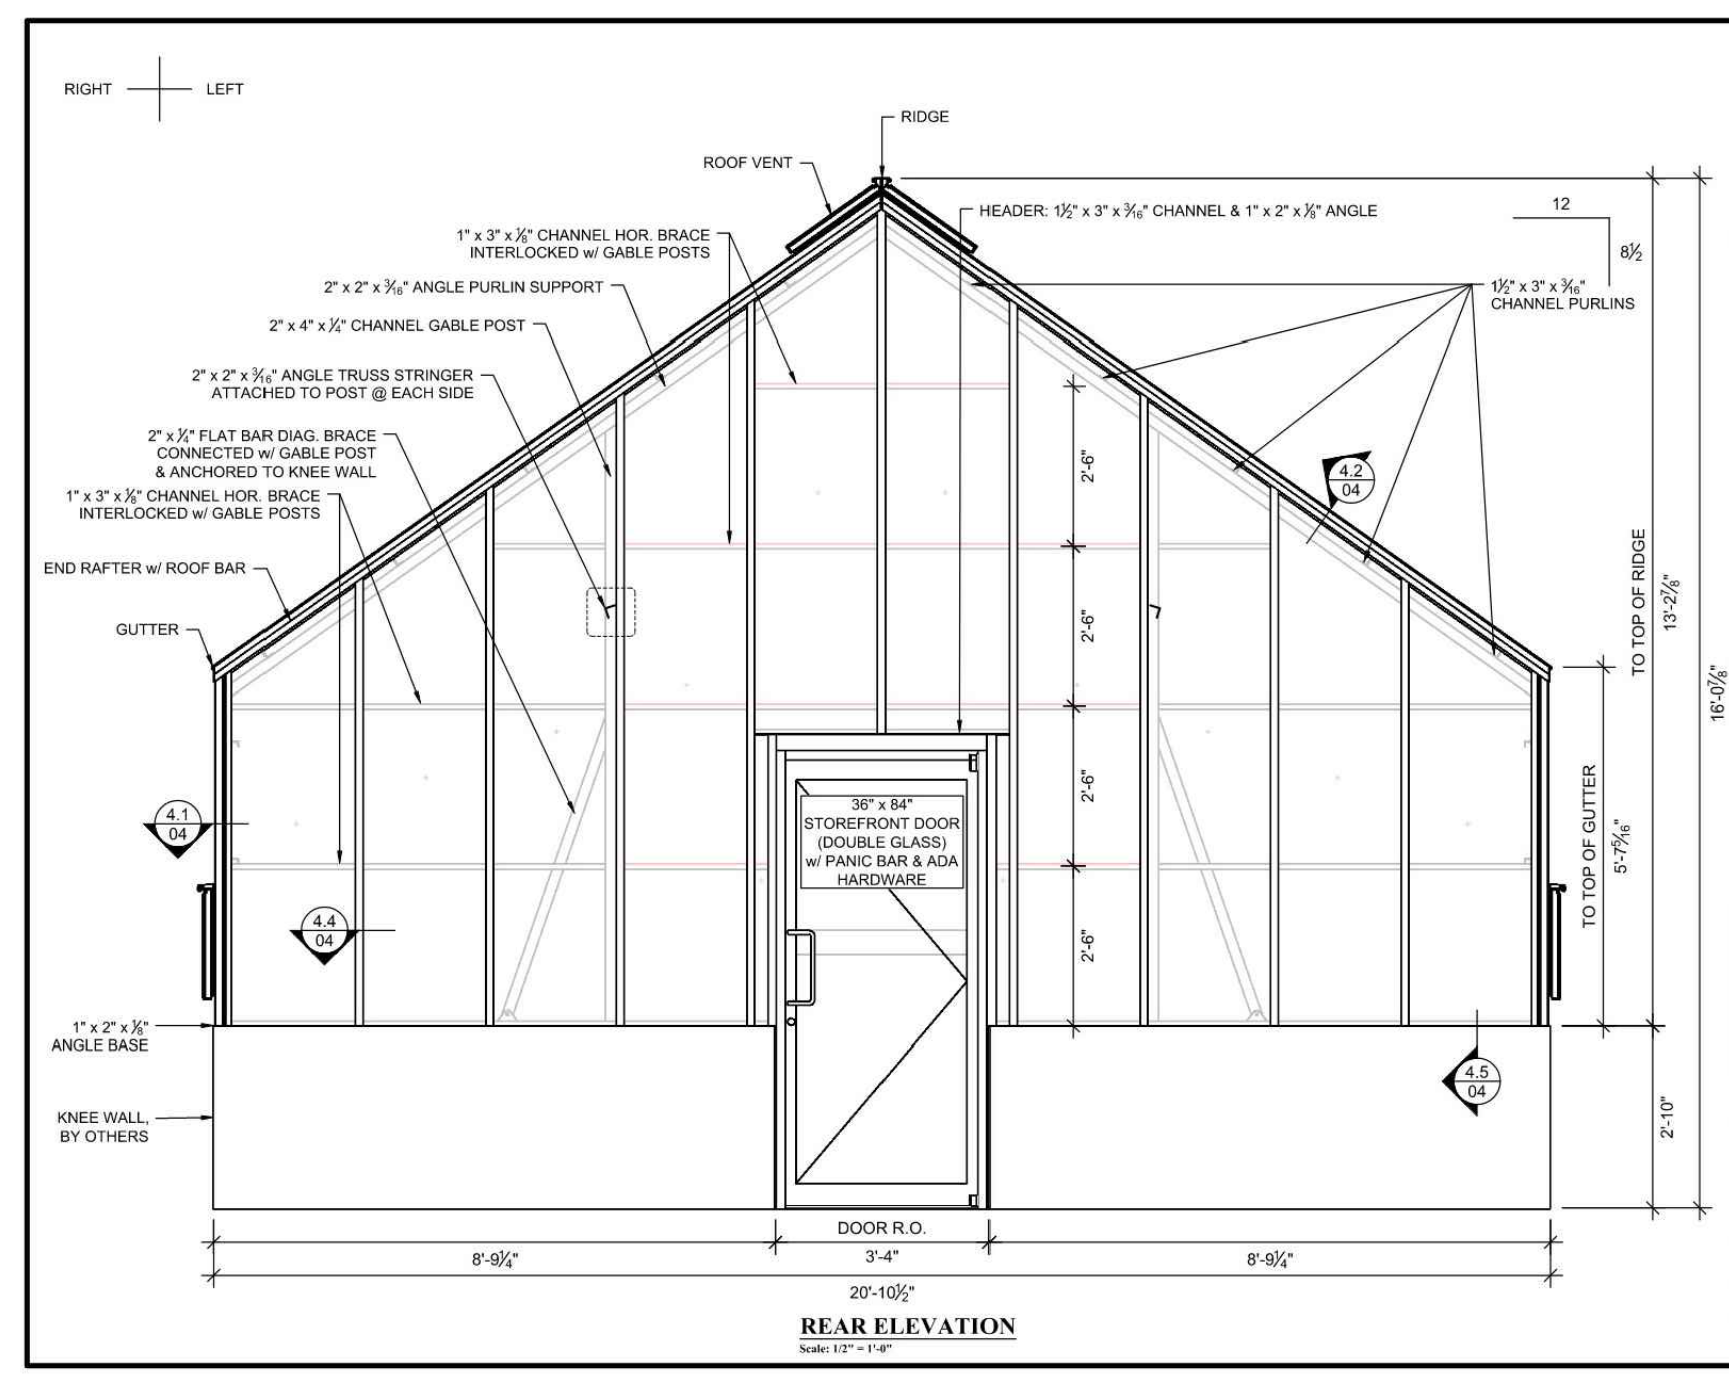 RIGHT
LEFT
RIDGE
ROOF VENT
HEADER: 1½" x 3" x 3⁄16" CHANNEL & 1" x 2" x ⅛" ANGLE
12
8½
1" x 3" x ⅛" CHANNEL HOR. BRACE
INTERLOCKED w/ GABLE POSTS
2" x 2" x 3⁄16" ANGLE PURLIN SUPPORT
1½" x 3" x 3⁄16"
CHANNEL PURLINS
2" x 4" x ¼" CHANNEL GABLE POST
2" x 2" x 3⁄16" ANGLE TRUSS STRINGER
ATTACHED TO POST @ EACH SIDE
2" x ¼" FLAT BAR DIAG. BRACE
CONNECTED w/ GABLE POST
& ANCHORED TO KNEE WALL
1" x 3" x ⅛" CHANNEL HOR. BRACE
INTERLOCKED w/ GABLE POSTS
END RAFTER w/ ROOF BAR
GUTTER
2'-6"
2'-6"
2'-6"
2'-6"
4.2
04
TO TOP OF RIDGE
13'-2⅞"
16'-0⅞"
TO TOP OF GUTTER
5'-7 5⁄16"
4.1
04
4.4
04
36" x 84"
STOREFRONT DOOR
(DOUBLE GLASS)
w/ PANIC BAR & ADA
HARDWARE
1" x 2" x ⅛"
ANGLE BASE
4.5
04
KNEE WALL,
BY OTHERS
2'-10"
DOOR R.O.
8'-9¼"
3'-4"
8'-9¼"
20'-10½"
REAR ELEVATION
Scale: 1/2" = 1'-0"